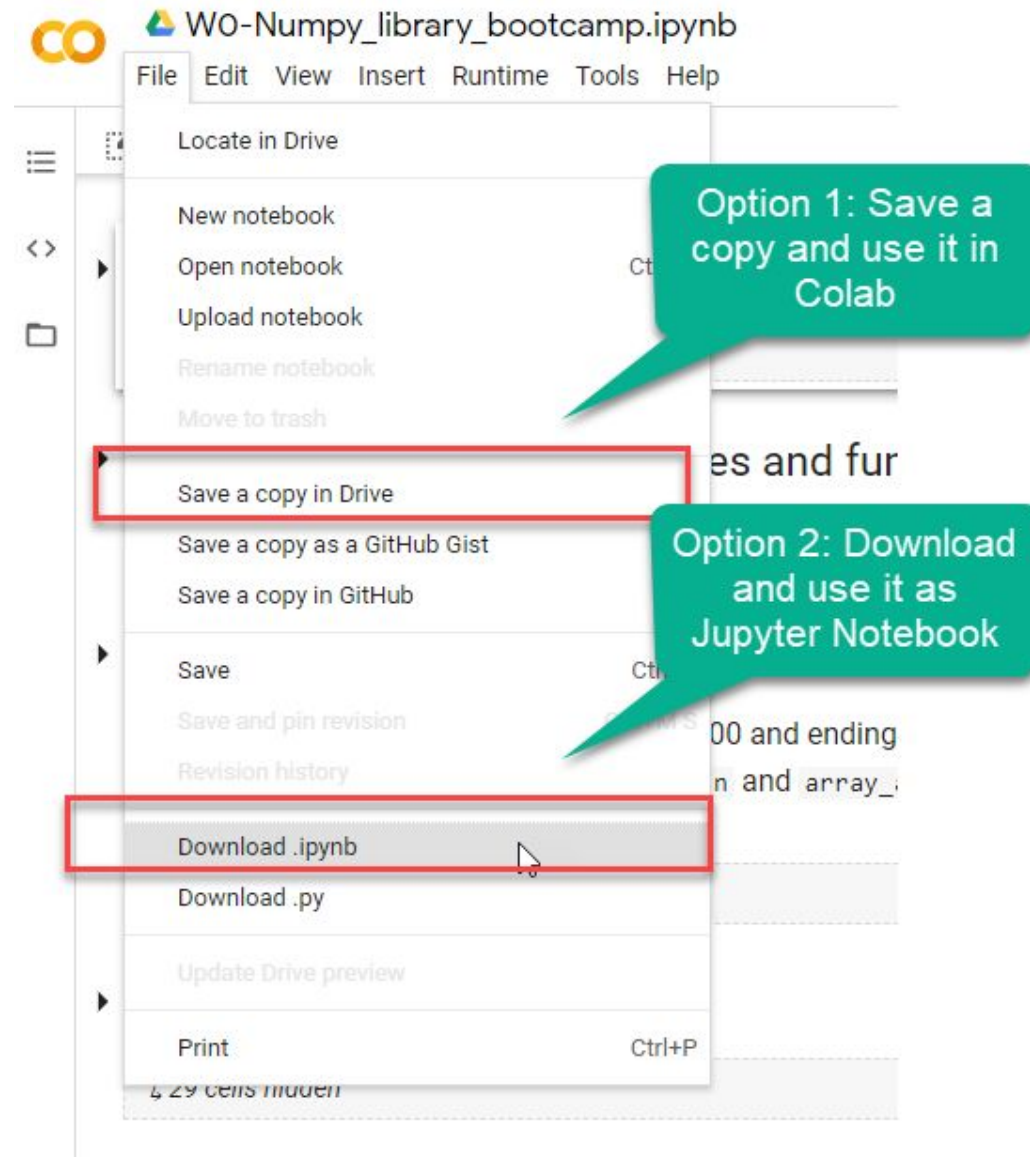 W0-Numpy_library_bootcamp.ipynb
File Edit View Insert Runtime Tools Help
Locate in Drive
New notebook
Open notebook
Upload notebook
Rename notebook
Move to trash
Option 1: Save a
copy and use it in
Colab
es and fur
Save a copy in Drive
Save a copy as a GitHub Gist
Save a copy in GitHub
Option 2: Download
and use it as
Jupyter Notebook
Save
Save and pin revision
Revision history
00 and ending
n and array_
Download .ipynb
Download .py
Update Drive preview
Print Ctrl+P
29 cells hidden